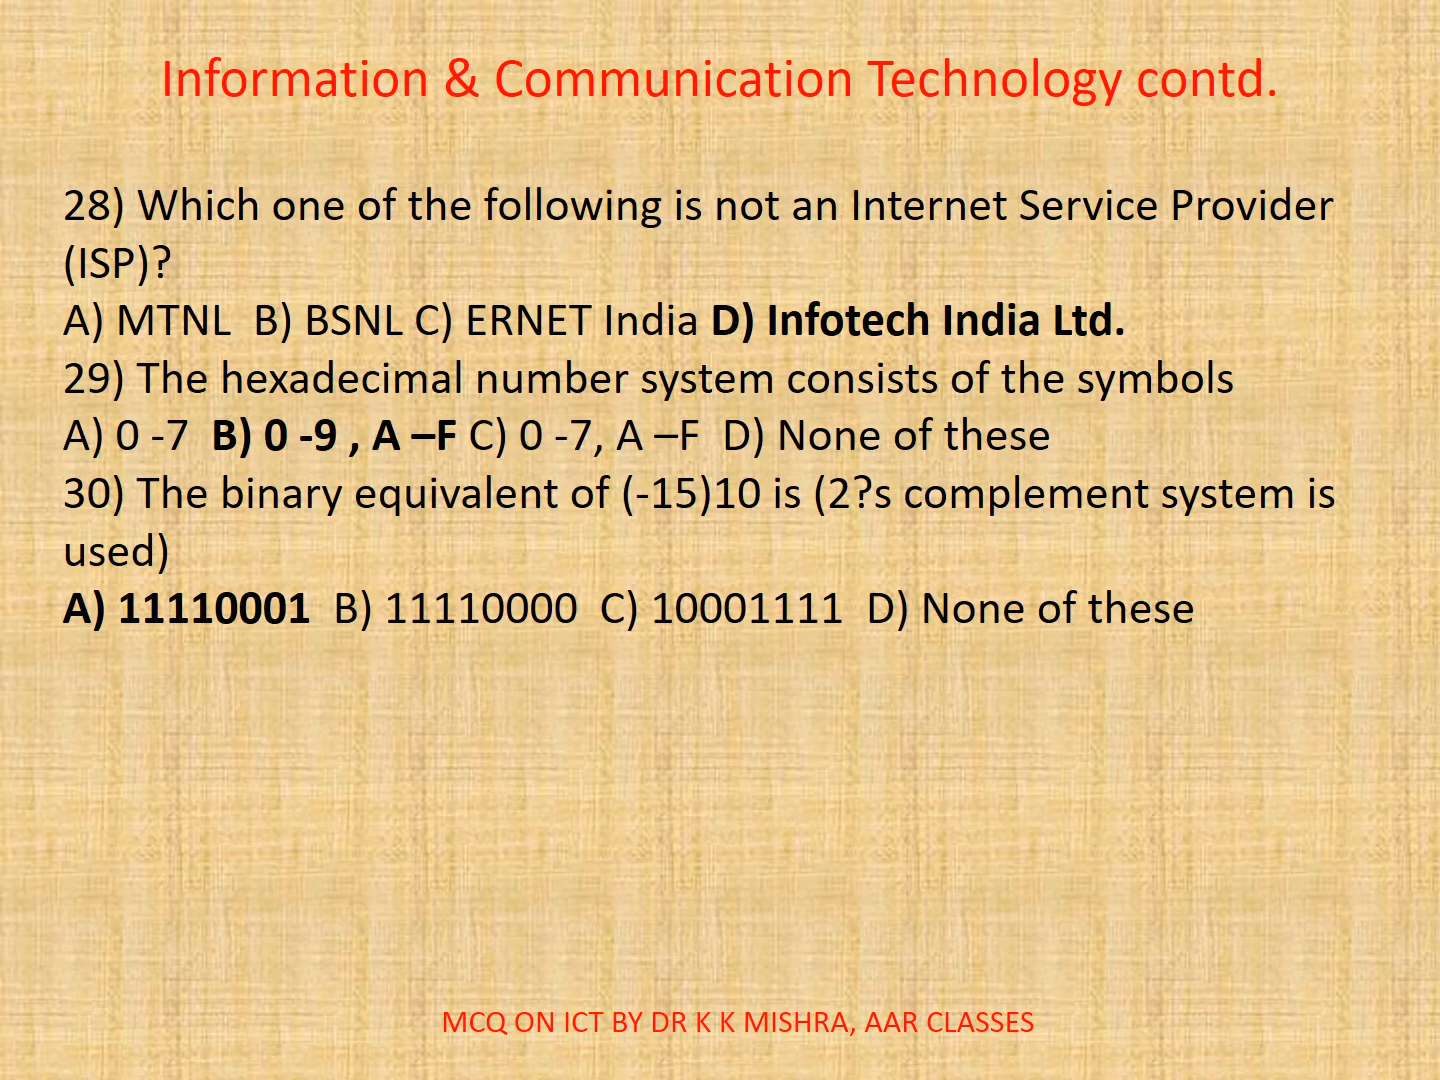 Information & Communication Technology contd.
28) Which one of the following is not an Internet Service Provider
(ISP)?
A) MTNL  B) BSNL C) ERNET India D) Infotech India Ltd.
29) The hexadecimal number system consists of the symbols
A) 0 -7  B) 0 -9 , A –F C) 0 -7, A –F  D) None of these
30) The binary equivalent of (-15)10 is (2?s complement system is
used)
A) 11110001  B) 11110000  C) 10001111  D) None of these
MCQ ON ICT BY DR K K MISHRA, AAR CLASSES